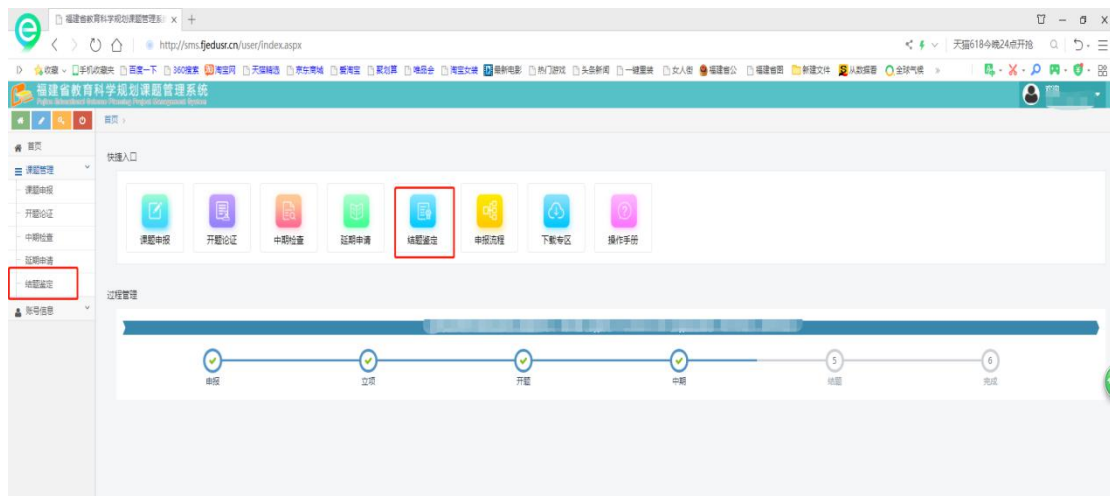 福建省教育科学规划课题管理系 × +
http://sms.fjedusr.cn/user/index.aspx
天猫618今晚24点开抢
收藏 手机收藏夹 百度一下 360搜索 淘宝网 天猫精选 京东商城 爱淘宝 聚划算 唯品会 淘宝女装 最新电影 热门游戏 头条新闻 一键重装 女人街 福建省公 福建省图 新建文件 从数据看 全球气候 »
福建省教育科学规划课题管理系统
Fujian Educational Science Planning Project Management System
欢迎
首页
首页
课题管理
课题申报
开题论证
中期检查
延期申请
结题鉴定
账号信息
快捷入口
课题申报 开题论证 中期检查 延期申请 结题鉴定 申报流程 下载专区 操作手册
过程管理
5 6
申报 立项 开题 中期 结题 完成